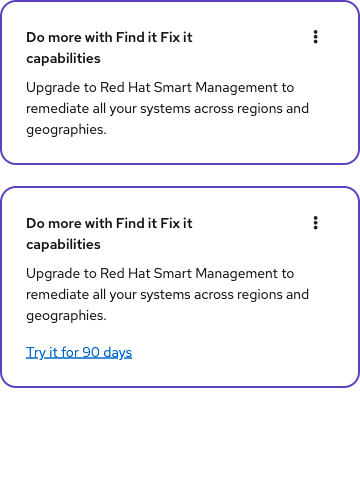 Do more with Find it Fix it
capabilities
Upgrade to Red Hat Smart Management to
remediate all your systems across regions and
geographies.
Do more with Find it Fix it
capabilities
Upgrade to Red Hat Smart Management to
remediate all your systems across regions and
geographies.
Try it for 90 days